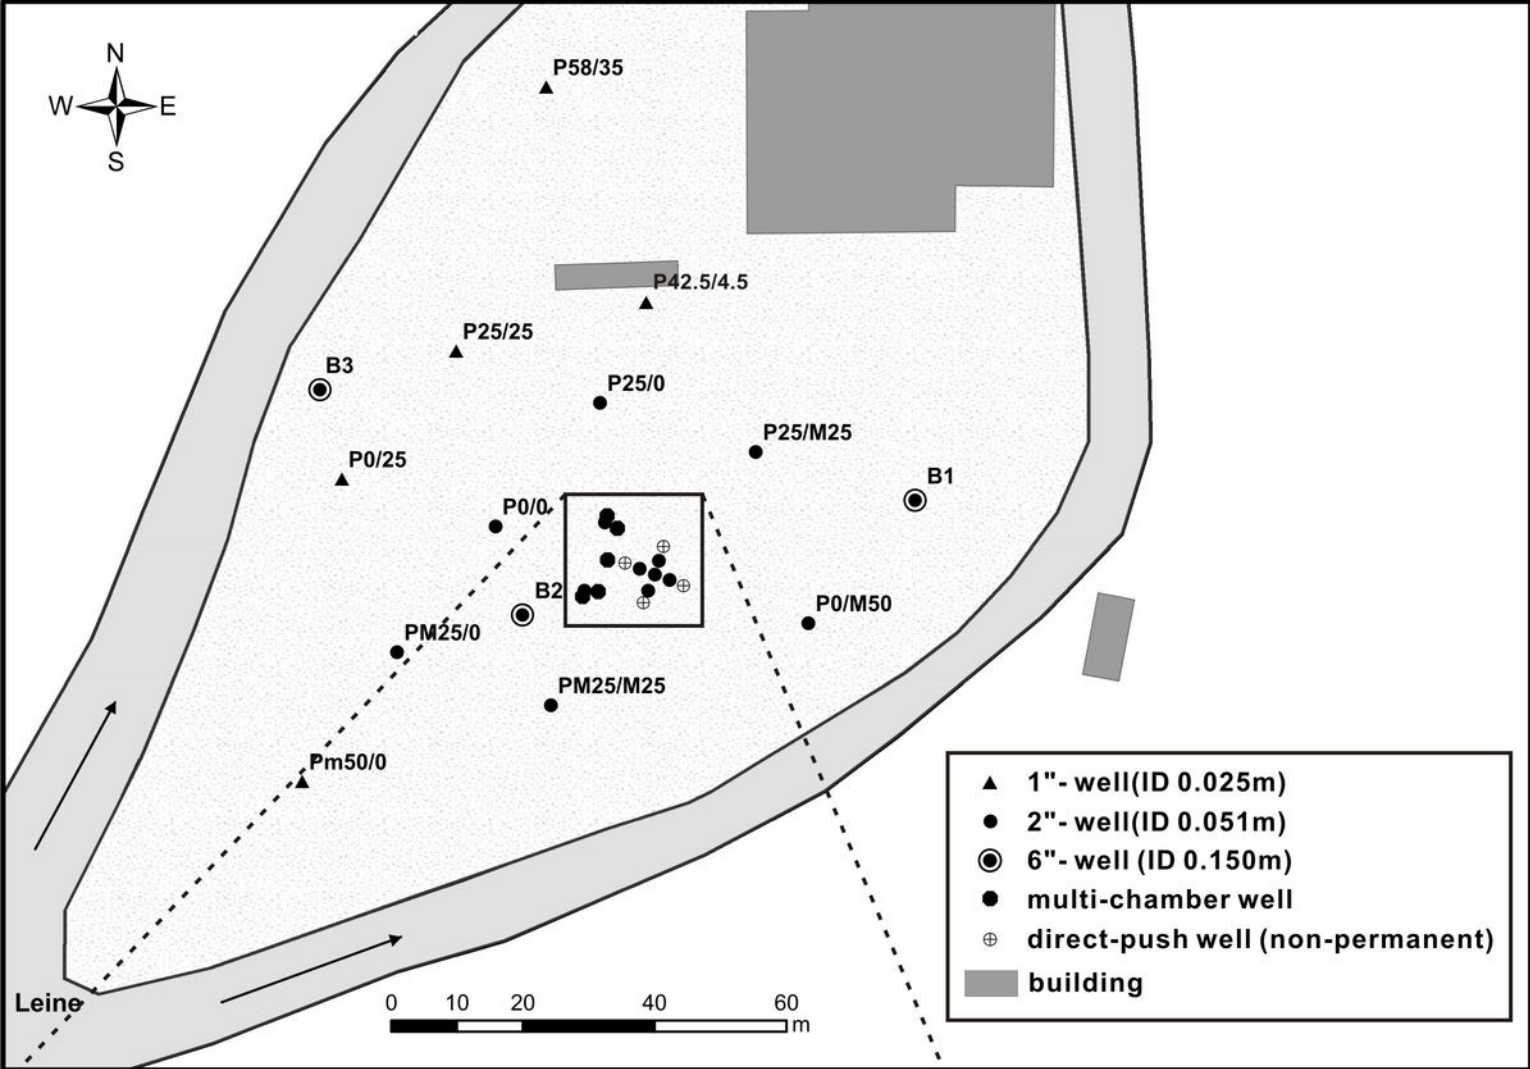 N
W E
S
P58/35
P42.5/4.5
P25/25
B3
P25/0
P25/M25
P0/25
B1
P0/0
B2
P0/M50
PM25/0
PM25/M25
Pm50/0
Leine
0 10 20 40 60
m
1"- well(ID 0.025m)
2"- well(ID 0.051m)
6"- well (ID 0.150m)
multi-chamber well
direct-push well (non-permanent)
building